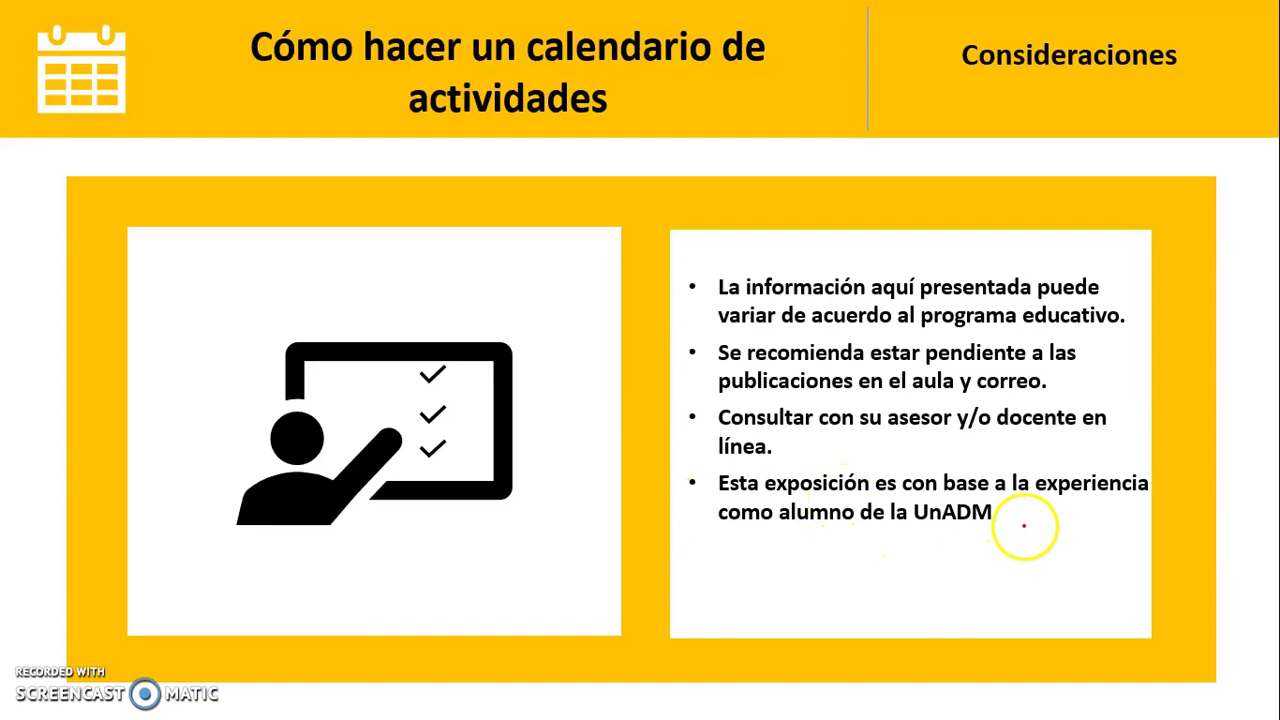 Cómo hacer un calendario de
actividades
Consideraciones
• La información aquí presentada puede
variar de acuerdo al programa educativo.
• Se recomienda estar pendiente a las
publicaciones en el aula y correo.
• Consultar con su asesor y/o docente en
línea.
• Esta exposición es con base a la experiencia
como alumno de la UnADM
RECORDED WITH
SCREENCAST MATIC